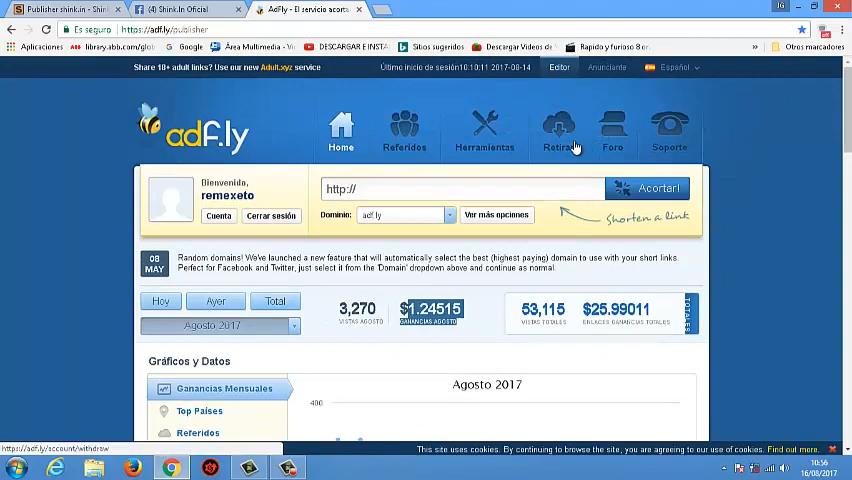 Publisher shink.in | Shink
(4) Shink.In Official
AdFly - El servicio acorta
IG
Es seguro
https://adf.ly/publisher
Aplicaciones
library.abb.com/glob
Área Multimedia - Vi
DESCARGAR E INSTA
Sitios sugeridos
Descargar Videos de
Rapido y furioso 8 on
Otros marcadores
Share 18+ adult links? Use our new Adult.xyz service
Último inicio de sesión10:10:11 2017-08-14
Editor
Anunciante
Español
adf.ly
Home
Referidos
Herramientas
Foro
Soporte
Bienvenido,
remexeto
Cuenta
Cerrar sesión
http://
Acortar!
Dominio:
adf.ly
Ver más opciones
Shorten a link
08
MAY
Random domains! We've launched a new feature that will automatically select the best (highest paying) domain to use with your short links.
Perfect for Facebook and Twitter, just select it from the 'Domain' dropdown above and continue as normal.
Hoy
Ayer
Total
Agosto 2017
3,270
VISTAS AGOSTO
$1.24515
GANANCIAS AGOSTO
53,115
VISTAS TOTALES
$25.99011
ENLACES GANANCIAS TOTALES
TOTALES
Gráficos y Datos
Ganancias Mensuales
Top Países
Referidos
Agosto 2017
400
https://adf.ly/account/withdraw
This site uses cookies. By continuing to browse the site, you are agreeing to our use of cookies. Find out more.
10:56
16/08/2017